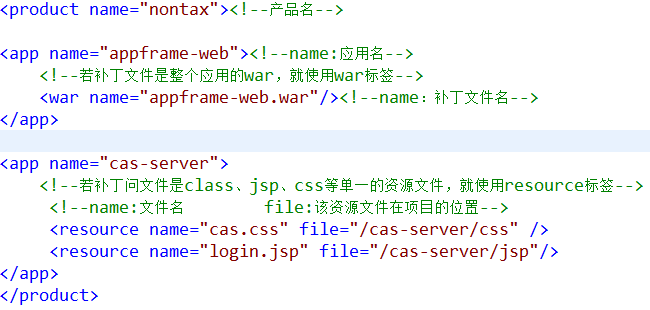 <product name="nontax"><!--产品名-->
<app name="appframe-web"><!--name:应用名-->
<!--若补丁文件是整个应用的war，就使用war标签-->
<war name="appframe-web.war"/><!--name：补丁文件名-->
</app>
<app name="cas-server">
<!--若补丁问文件是class、jsp、css等单一的资源文件，就使用resource标签-->
<!--name:文件名 file:该资源文件在项目的位置-->
<resource name="cas.css" file="/cas-server/css" />
<resource name="login.jsp" file="/cas-server/jsp"/>
</app>
</product>